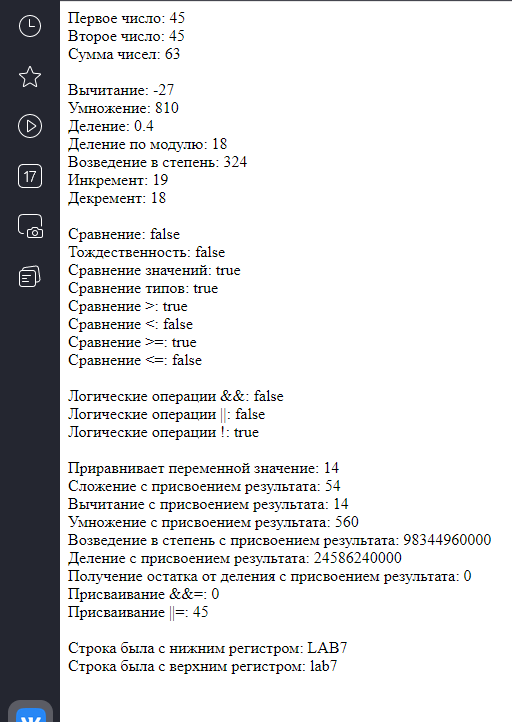 Первое число: 45
Второе число: 45
Сумма чисел: 63
Вычитание: -27
Умножение: 810
Деление: 0.4
Деление по модулю: 18
Возведение в степень: 324
Инкремент: 19
Декремент: 18
Сравнение: false
Тождественность: false
Сравнение значений: true
Сравнение типов: true
Сравнение >: true
Сравнение <: false
Сравнение >=: true
Сравнение <=: false
Логические операции &&: false
Логические операции ||: false
Логические операции !: true
Приравнивает переменной значение: 14
Сложение с присвоением результата: 54
Вычитание с присвоением результата: 14
Умножение с присвоением результата: 560
Возведение в степень с присвоением результата: 98344960000
Деление с присвоением результата: 24586240000
Получение остатка от деления с присвоением результата: 0
Присваивание &&=: 0
Присваивание ||=: 45
Строка была с нижним регистром: LAB7
Строка была с верхним регистром: lab7
17